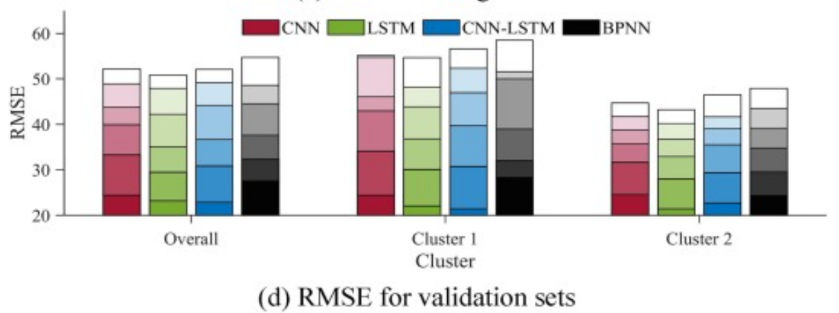 CNN LSTM CNN-LSTM BPNN
60
50
40
30
20
RMSE
Overall Cluster 1 Cluster 2
Cluster
(d) RMSE for validation sets